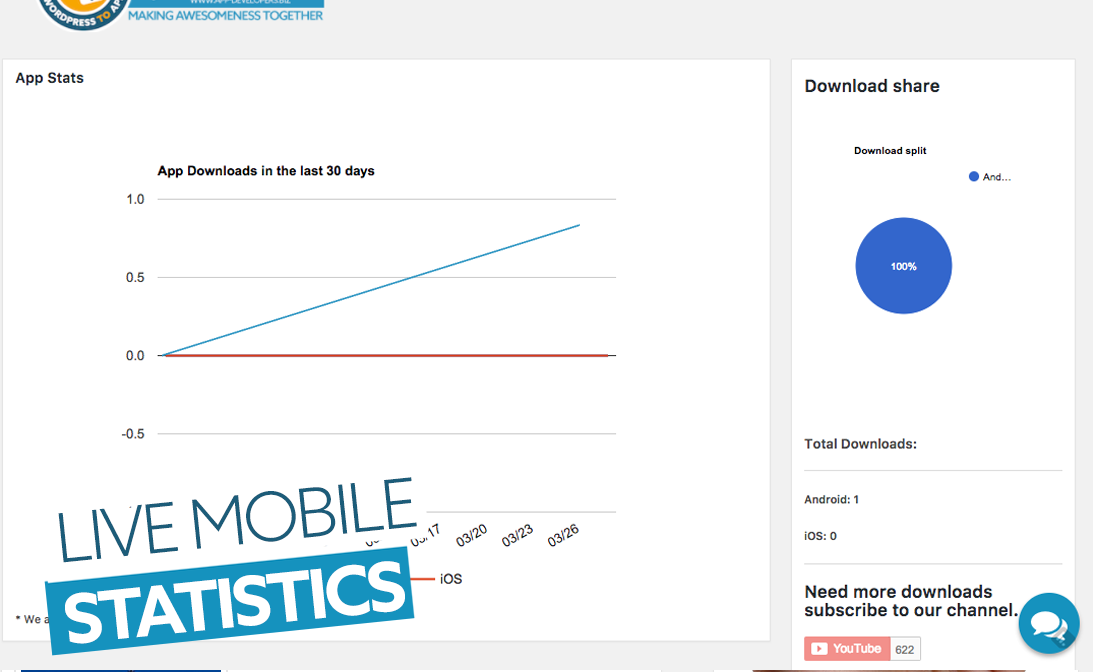 WORDPRESS TO AP
WWW.APP-DEVELOPERS.BIZ
MAKING AWESOMENESS TOGETHER
App Stats
App Downloads in the last 30 days
1.0
0.5
0.0
-0.5
03/20
03/23
03/26
iOS
* We a
LIVE MOBILE
STATISTICS
Download share
Download split
And...
100%
Total Downloads:
Android: 1
iOS: 0
Need more downloads
subscribe to our channel.
YouTube 622